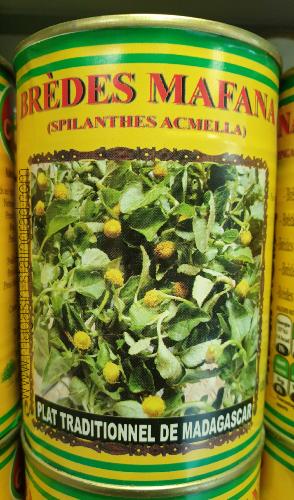 BRÈDES MAFANA
(SPILANTHES ACMELLA)
PLAT TRADITIONNEL DE MADAGASCAR